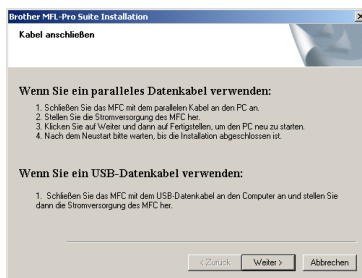 Brother MFL-Pro Suite Installation
Kabel anschließen
Wenn Sie ein paralleles Datenkabel verwenden:
1. Schließen Sie das MFC mit dem parallelen Kabel an den PC an.
2. Stellen Sie die Stromversorgung des MFC her.
3. Klicken Sie auf Weiter und dann auf Fertigstellen, um den PC neu zu starten.
4. Nach dem Neustart bitte warten, bis die Installation abgeschlossen ist.
Wenn Sie ein USB-Datenkabel verwenden:
1. Schließen Sie das MFC mit dem USB-Datenkabel an den Computer an und stellen Sie
dann die Stromversorgung des MFC her.
< Zurück Weiter > Abbrechen